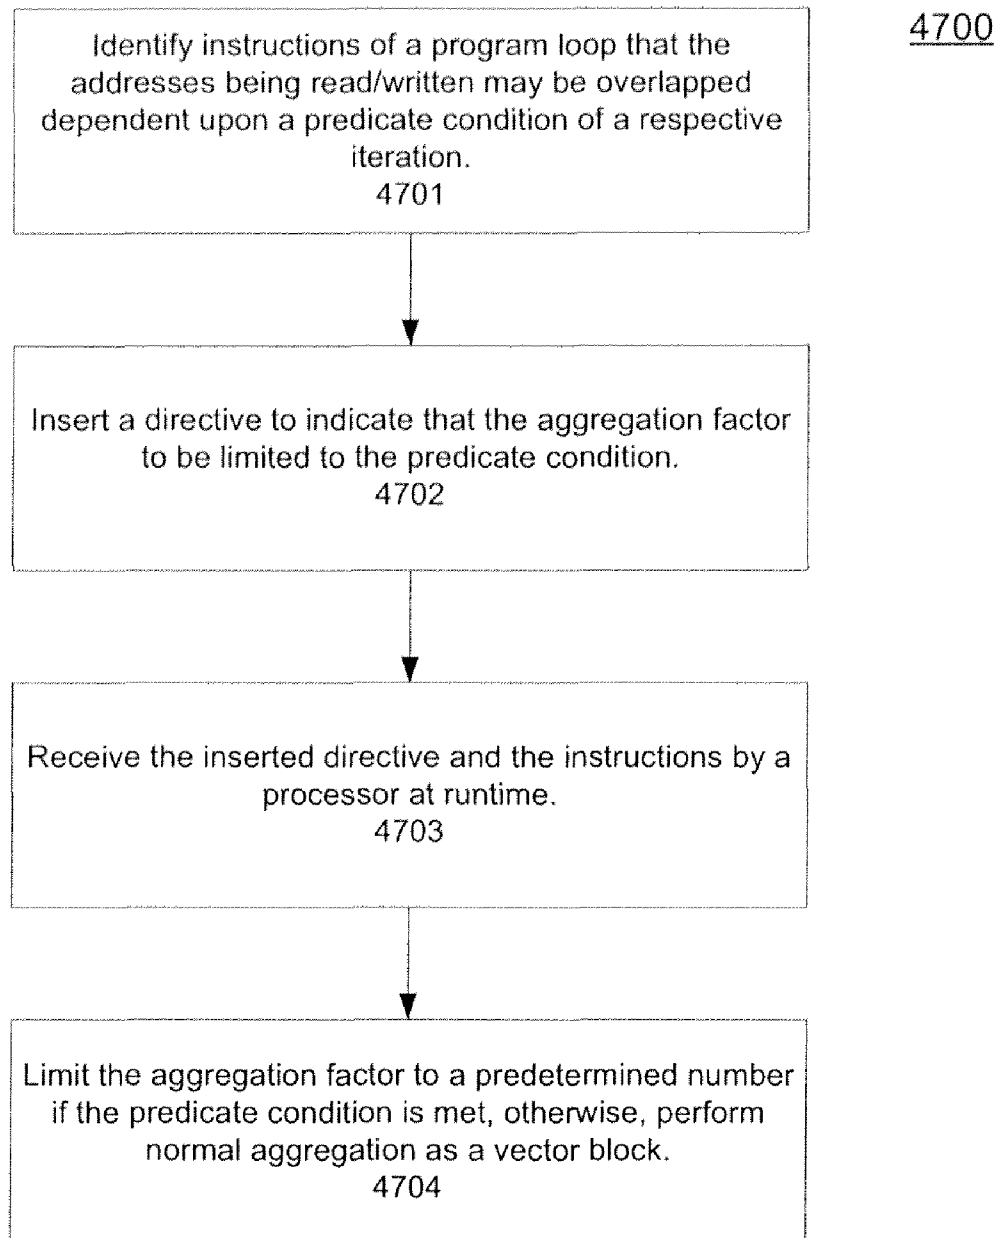 4700
Identify instructions of a program loop that the
addresses being read/written may be overlapped
dependent upon a predicate condition of a respective
iteration.
4701
Insert a directive to indicate that the aggregation factor
to be limited to the predicate condition.
4702
Receive the inserted directive and the instructions by a
processor at runtime.
4703
Limit the aggregation factor to a predetermined number
if the predicate condition is met, otherwise, perform
normal aggregation as a vector block.
4704